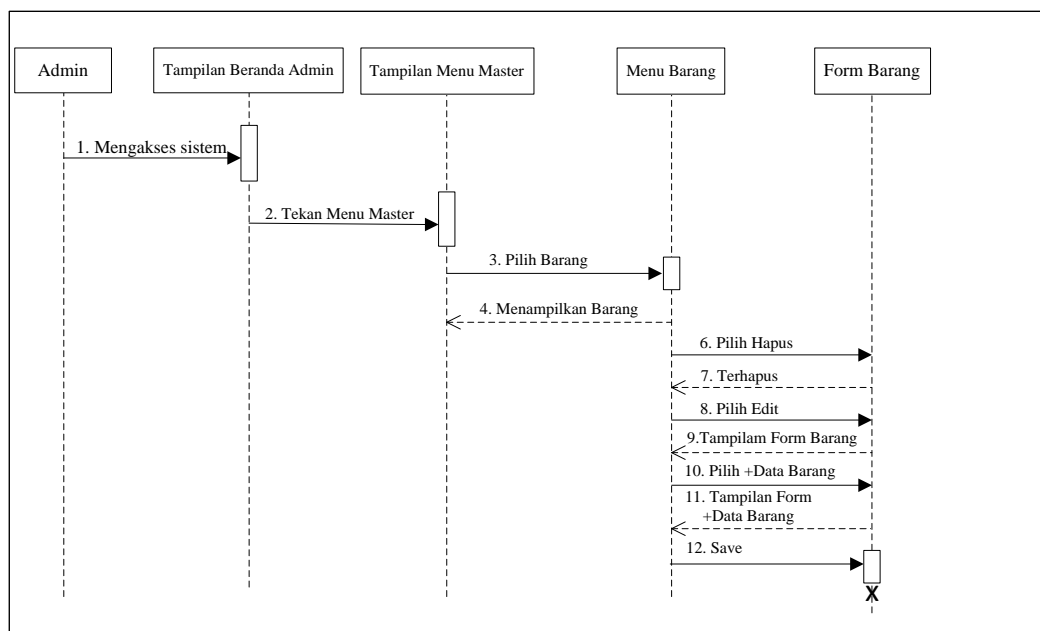 Admin
Tampilan Beranda Admin
Tampilan Menu Master
Menu Barang
Form Barang
1. Mengakses sistem
2. Tekan Menu Master
3. Pilih Barang
4. Menampilkan Barang
6. Pilih Hapus
7. Terhapus
8. Pilih Edit
9.Tampilam Form Barang
10. Pilih +Data Barang
11. Tampilan Form
+Data Barang
12. Save
X